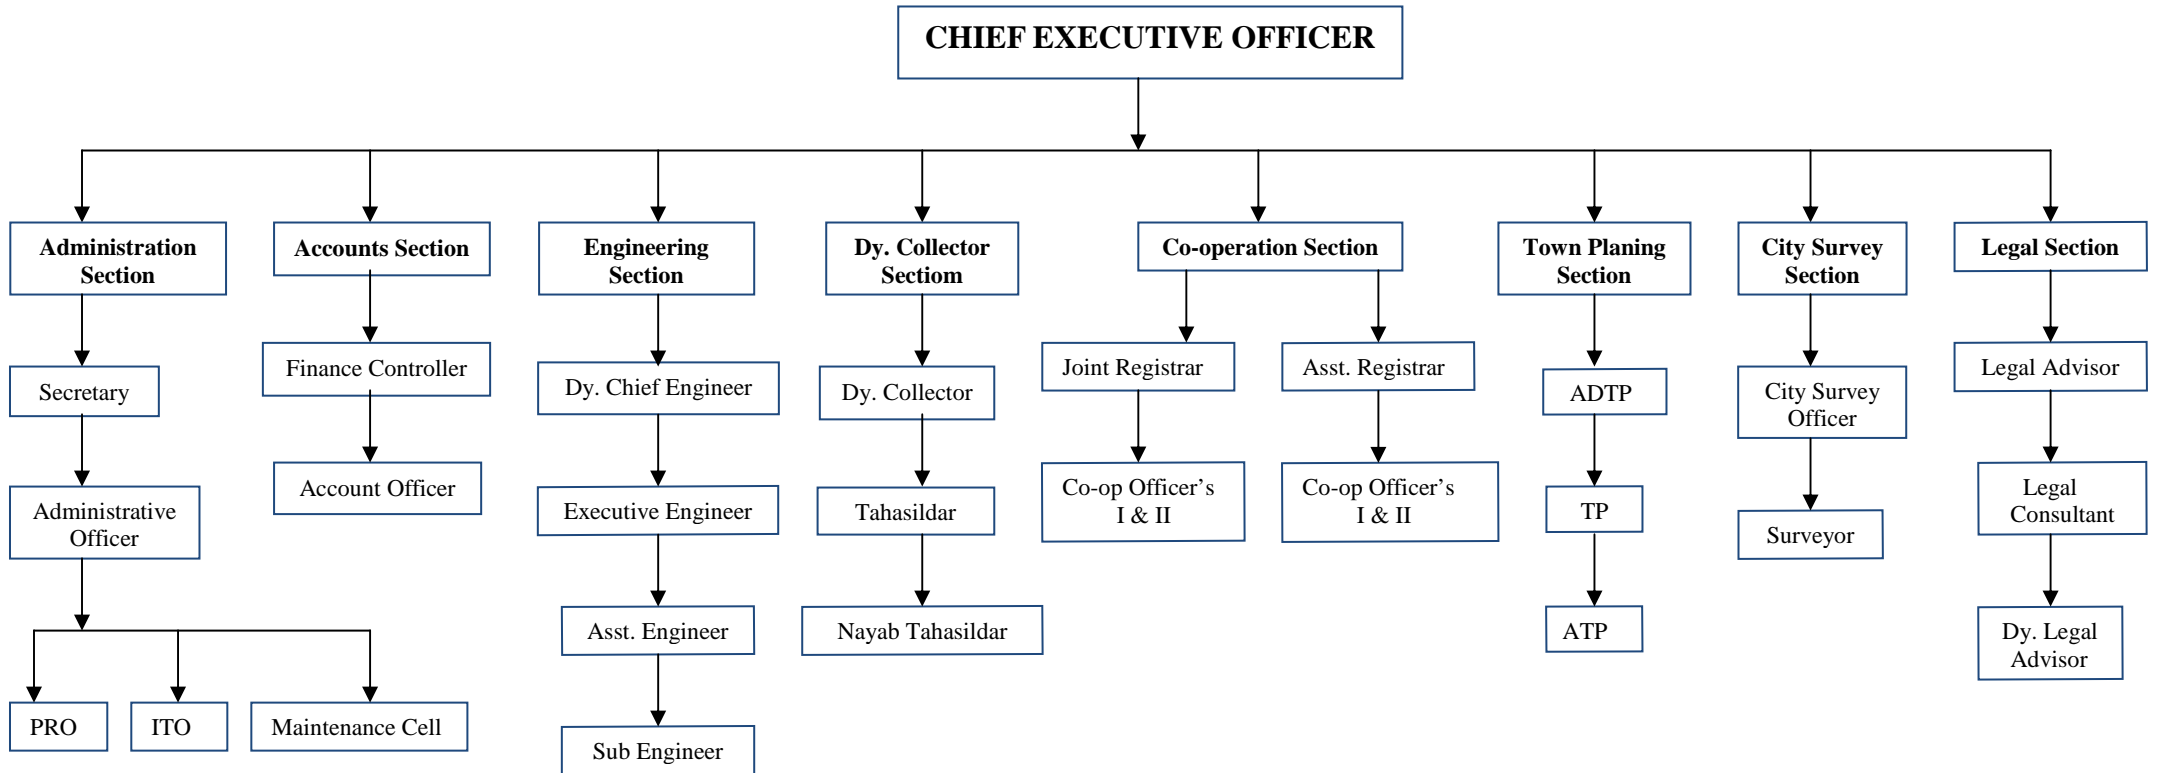 CHIEF EXECUTIVE OFFICER
Administration
Section
Accounts Section
Engineering
Section
Dy. Collector
Sectiom
Co-operation Section
Town Planing
Section
City Survey
Section
Legal Section
Secretary
Finance Controller
Dy. Chief Engineer
Dy. Collector
Joint Registrar
Asst. Registrar
ADTP
City Survey
Officer
Legal Advisor
Administrative
Officer
Account Officer
Executive Engineer
Tahasildar
Co-op Officer’s
I & II
Co-op Officer’s
I & II
TP
Surveyor
Legal
Consultant
Asst. Engineer
Nayab Tahasildar
ATP
Dy. Legal
Advisor
PRO
ITO
Maintenance Cell
Sub Engineer